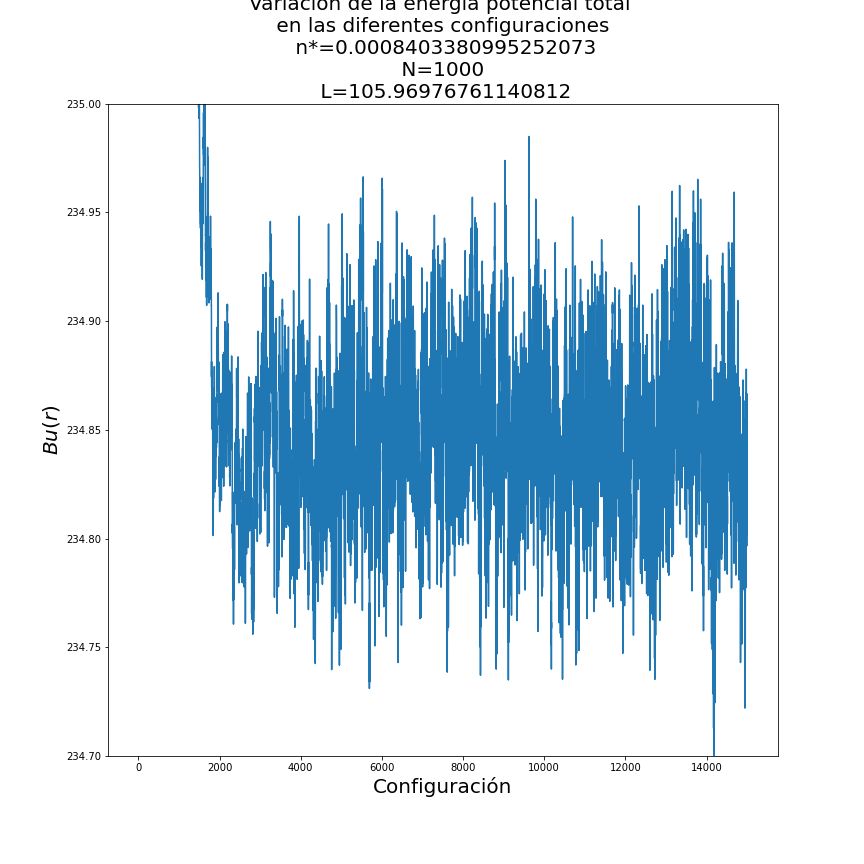 Variación de la energía potencial total
en las diferentes configuraciones
n*=0.0008403380995252073
N=1000
L=105.96976761140812
235.00
234.95
234.90
234.85
234.80
234.75
234.70
Bu(r)
0 2000 4000 6000 8000 10000 12000 14000
Configuración